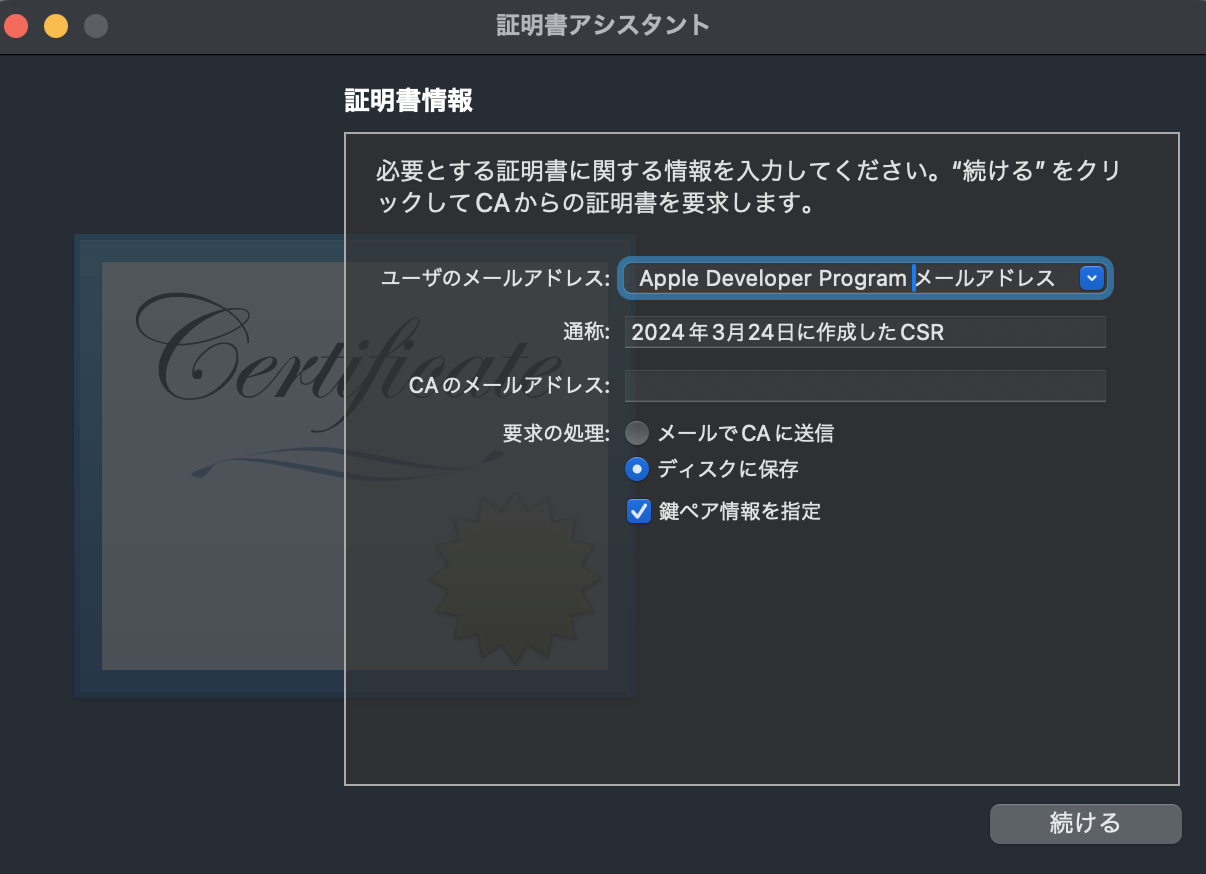 証明書アシスタント
証明書情報
必要とする証明書に関する情報を入力してください。“続ける” をクリ
ックしてCAからの証明書を要求します。
ユーザのメールアドレス: Apple Developer Program メールアドレス
通称: 2024年3月24日に作成したCSR
CAのメールアドレス:
要求の処理: メールでCAに送信
ディスクに保存
鍵ペア情報を指定
Certificate
続ける